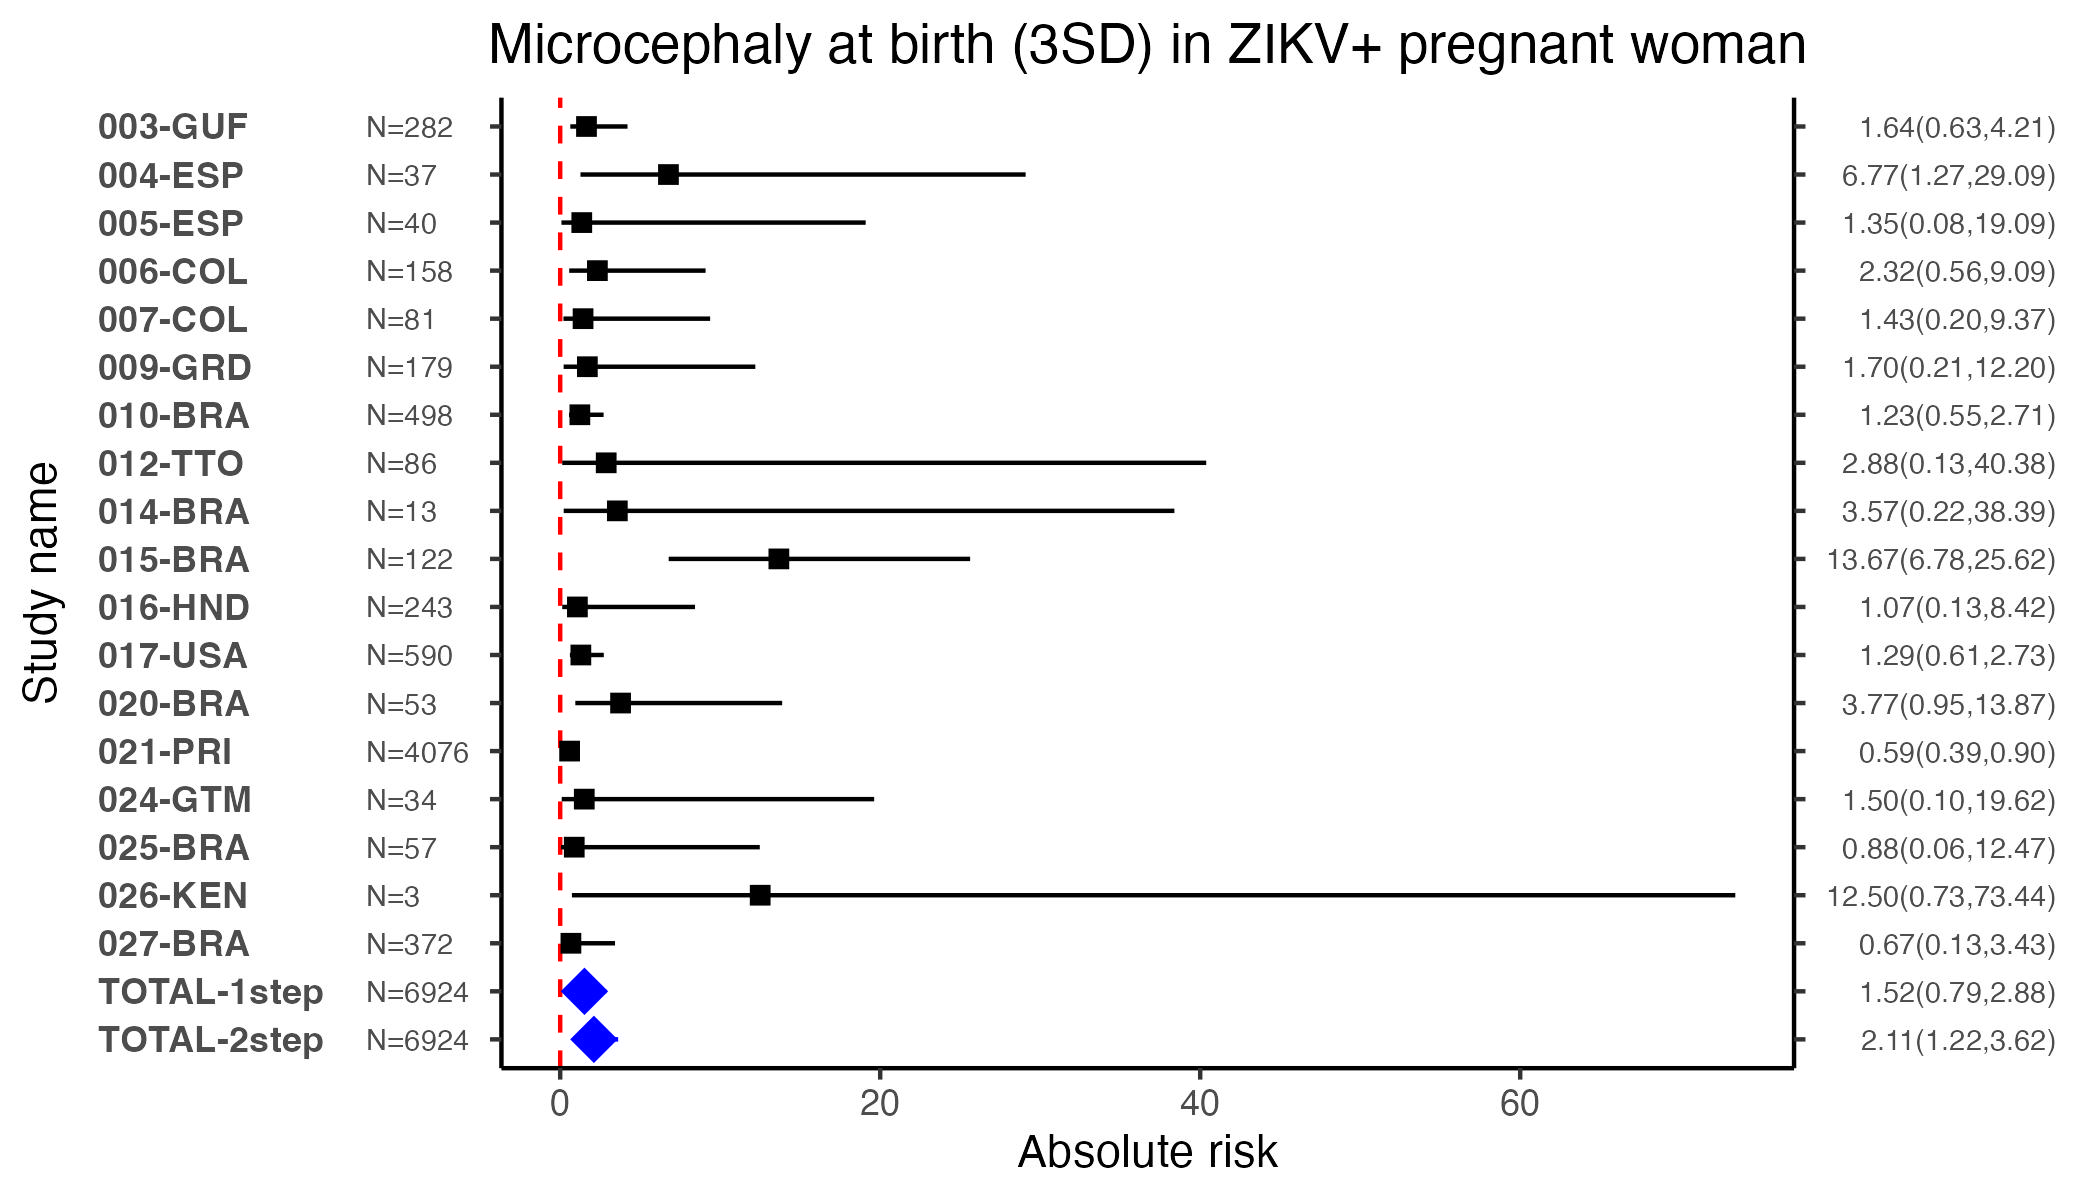 Microcephaly at birth (3SD) in ZIKV+ pregnant woman
Study name
003-GUF N=282 1.64(0.63,4.21)
004-ESP N=37 6.77(1.27,29.09)
005-ESP N=40 1.35(0.08,19.09)
006-COL N=158 2.32(0.56,9.09)
007-COL N=81 1.43(0.20,9.37)
009-GRD N=179 1.70(0.21,12.20)
010-BRA N=498 1.23(0.55,2.71)
012-TTO N=86 2.88(0.13,40.38)
014-BRA N=13 3.57(0.22,38.39)
015-BRA N=122 13.67(6.78,25.62)
016-HND N=243 1.07(0.13,8.42)
017-USA N=590 1.29(0.61,2.73)
020-BRA N=53 3.77(0.95,13.87)
021-PRI N=4076 0.59(0.39,0.90)
024-GTM N=34 1.50(0.10,19.62)
025-BRA N=57 0.88(0.06,12.47)
026-KEN N=3 12.50(0.73,73.44)
027-BRA N=372 0.67(0.13,3.43)
TOTAL-1step N=6924 1.52(0.79,2.88)
TOTAL-2step N=6924 2.11(1.22,3.62)
0 20 40 60
Absolute risk